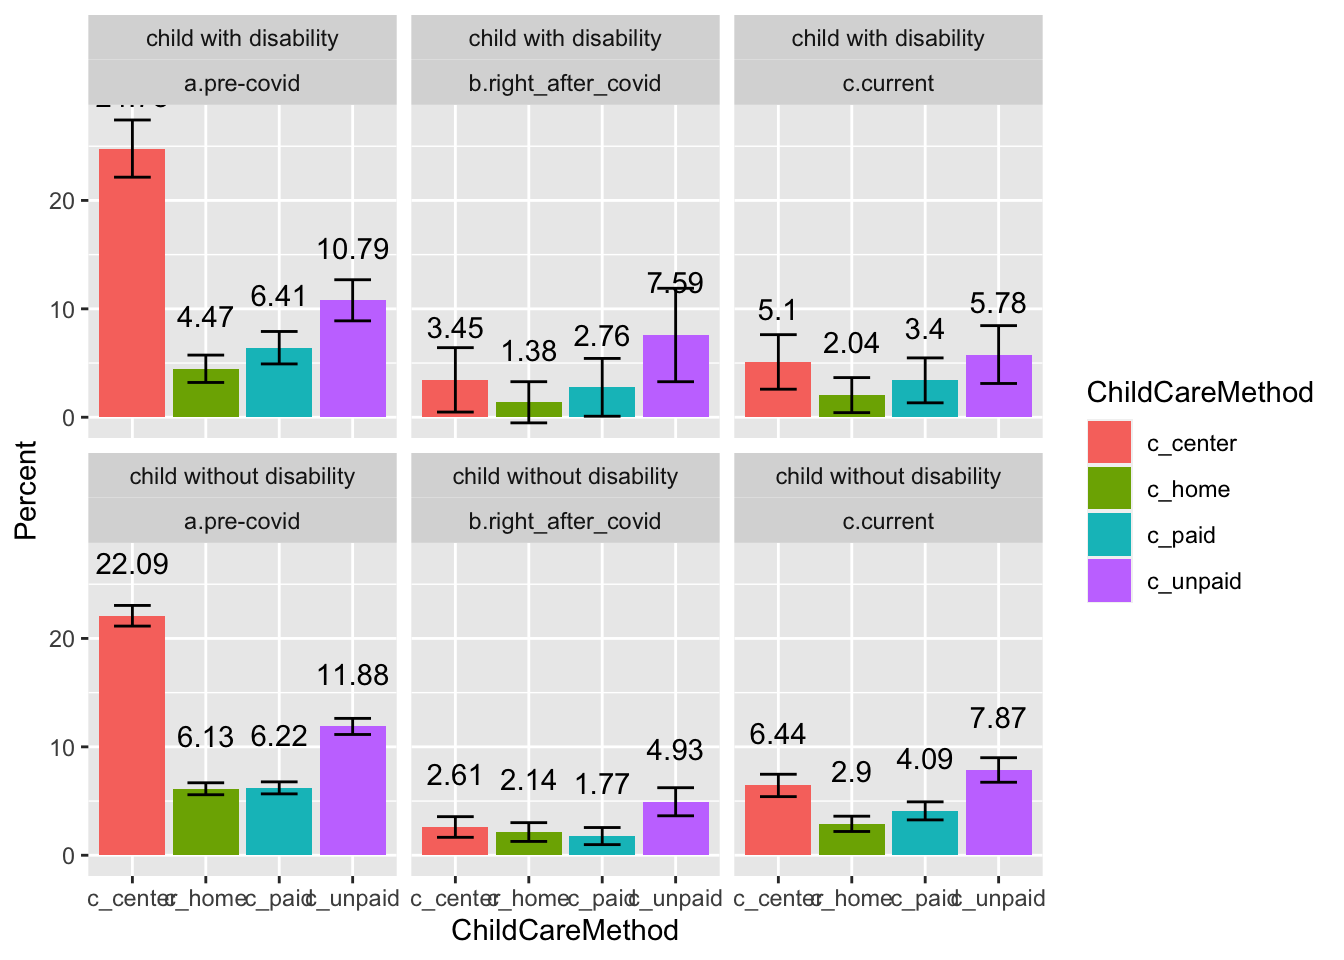 child with disability
child with disability
child with disability
a.pre-covid
b.right_after_covid
c.current
20
10
0
4.47
6.41
10.79
3.45
1.38
2.76
7.59
5.1
2.04
3.4
5.78
Percent
child without disability
child without disability
child without disability
a.pre-covid
b.right_after_covid
c.current
20
10
0
22.09
6.13
6.22
11.88
2.61
2.14
1.77
4.93
6.44
2.9
4.09
7.87
c_center
c_home
c_paid
c_unpaid
c_center
c_home
c_paid
c_unpaid
c_center
c_home
c_paid
c_unpaid
ChildCareMethod
ChildCareMethod
c_center
c_home
c_paid
c_unpaid